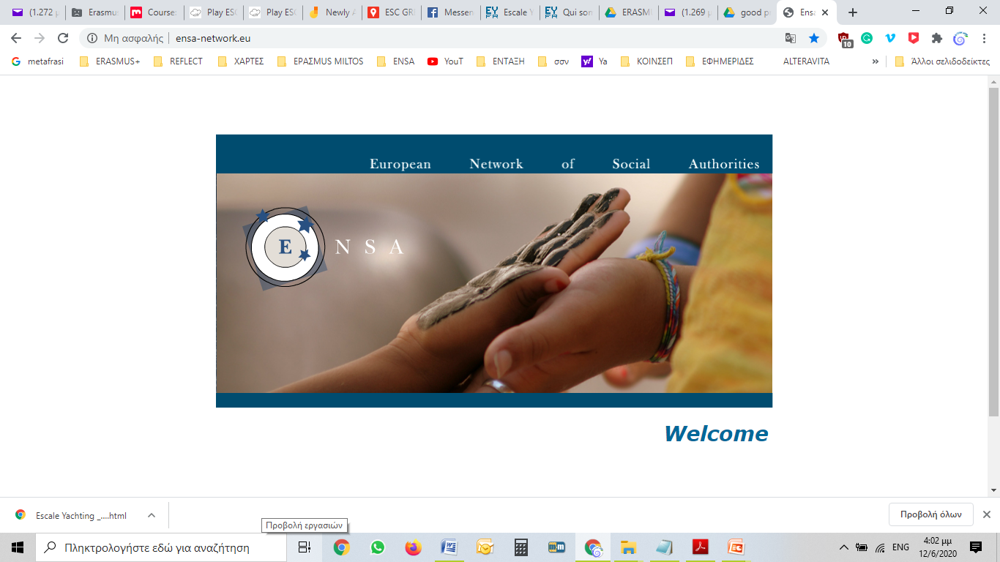 (1.272 μ
Erasmu
Course
Play ESC
Play ESC
Newly A
ESC GR
Messen
Escale Y
Qui son
ERASM
(1.269 μ
good p
Ensa
Μη ασφαλής
ensa-network.eu
10
metafrasi
ERASMUS+
REFLECT
ΧΑΡΤΕΣ
ΕΡΑΣΜUS MILTOS
ENSA
YouT
ΕΝΤΑΞΗ
σσν
Ya
ΚΟΙΝΣΕΠ
ΕΦΗΜΕΡΙΔΕΣ
ALTERAVITA
»
Άλλοι σελιδοδείκτες
European Network of Social Authorities
E N S A
Welcome
Escale Yachting _....html
Προβολή όλων
Προβολή εργασιών
Πληκτρολογήστε εδώ για αναζήτηση
ENG
4:02 μμ
12/6/2020